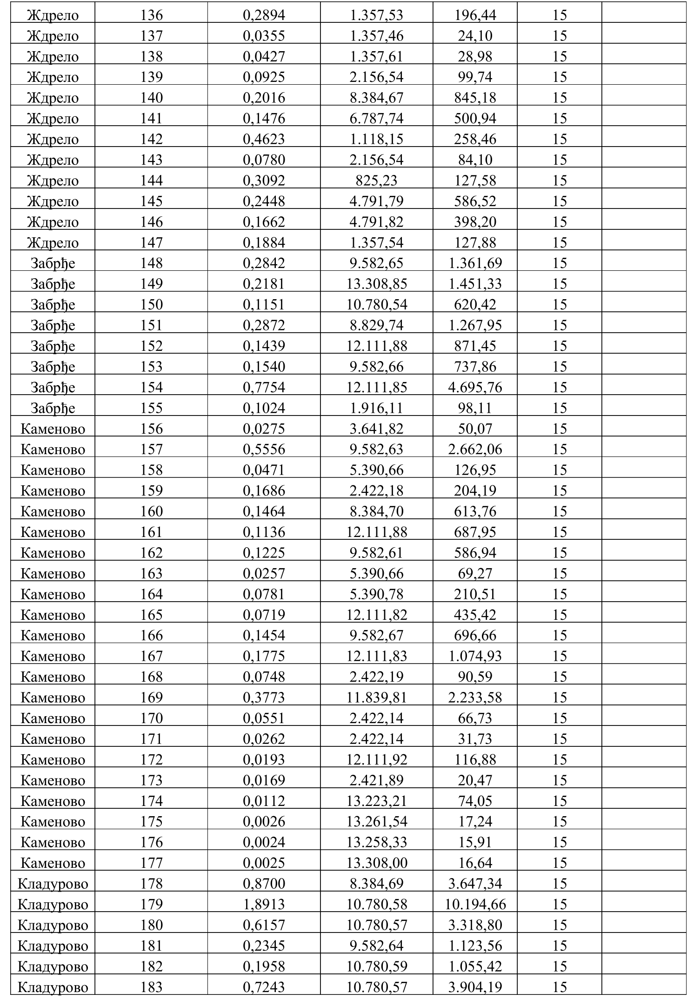 Ждрело 136 0,2894 1.357,53 196,44 15
Ждрело 137 0,0355 1.357,46 24,10 15
Ждрело 138 0,0427 1.357,61 28,98 15
Ждрело 139 0,0925 2.156,54 99,74 15
Ждрело 140 0,2016 8.384,67 845,18 15
Ждрело 141 0,1476 6.787,74 500,94 15
Ждрело 142 0,4623 1.118,15 258,46 15
Ждрело 143 0,0780 2.156,54 84,10 15
Ждрело 144 0,3092 825,23 127,58 15
Ждрело 145 0,2448 4.791,79 586,52 15
Ждрело 146 0,1662 4.791,82 398,20 15
Ждрело 147 0,1884 1.357,54 127,88 15
Забрђе 148 0,2842 9.582,65 1.361,69 15
Забрђе 149 0,2181 13.308,85 1.451,33 15
Забрђе 150 0,1151 10.780,54 620,42 15
Забрђе 151 0,2872 8.829,74 1.267,95 15
Забрђе 152 0,1439 12.111,88 871,45 15
Забрђе 153 0,1540 9.582,66 737,86 15
Забрђе 154 0,7754 12.111,85 4.695,76 15
Забрђе 155 0,1024 1.916,11 98,11 15
Каменово 156 0,0275 3.641,82 50,07 15
Каменово 157 0,5556 9.582,63 2.662,06 15
Каменово 158 0,0471 5.390,66 126,95 15
Каменово 159 0,1686 2.422,18 204,19 15
Каменово 160 0,1464 8.384,70 613,76 15
Каменово 161 0,1136 12.111,88 687,95 15
Каменово 162 0,1225 9.582,61 586,94 15
Каменово 163 0,0257 5.390,66 69,27 15
Каменово 164 0,0781 5.390,78 210,51 15
Каменово 165 0,0719 12.111,82 435,42 15
Каменово 166 0,1454 9.582,67 696,66 15
Каменово 167 0,1775 12.111,83 1.074,93 15
Каменово 168 0,0748 2.422,19 90,59 15
Каменово 169 0,3773 11.839,81 2.233,58 15
Каменово 170 0,0551 2.422,14 66,73 15
Каменово 171 0,0262 2.422,14 31,73 15
Каменово 172 0,0193 12.111,92 116,88 15
Каменово 173 0,0169 2.421,89 20,47 15
Каменово 174 0,0112 13.223,21 74,05 15
Каменово 175 0,0026 13.261,54 17,24 15
Каменово 176 0,0024 13.258,33 15,91 15
Каменово 177 0,0025 13.308,00 16,64 15
Кладурово 178 0,8700 8.384,69 3.647,34 15
Кладурово 179 1,8913 10.780,58 10.194,66 15
Кладурово 180 0,6157 10.780,57 3.318,80 15
Кладурово 181 0,2345 9.582,64 1.123,56 15
Кладурово 182 0,1958 10.780,59 1.055,42 15
Кладурово 183 0,7243 10.780,57 3.904,19 15